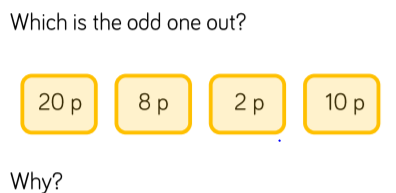 Which is the odd one out?
20 p 8 p 2 p 10 p
Why?